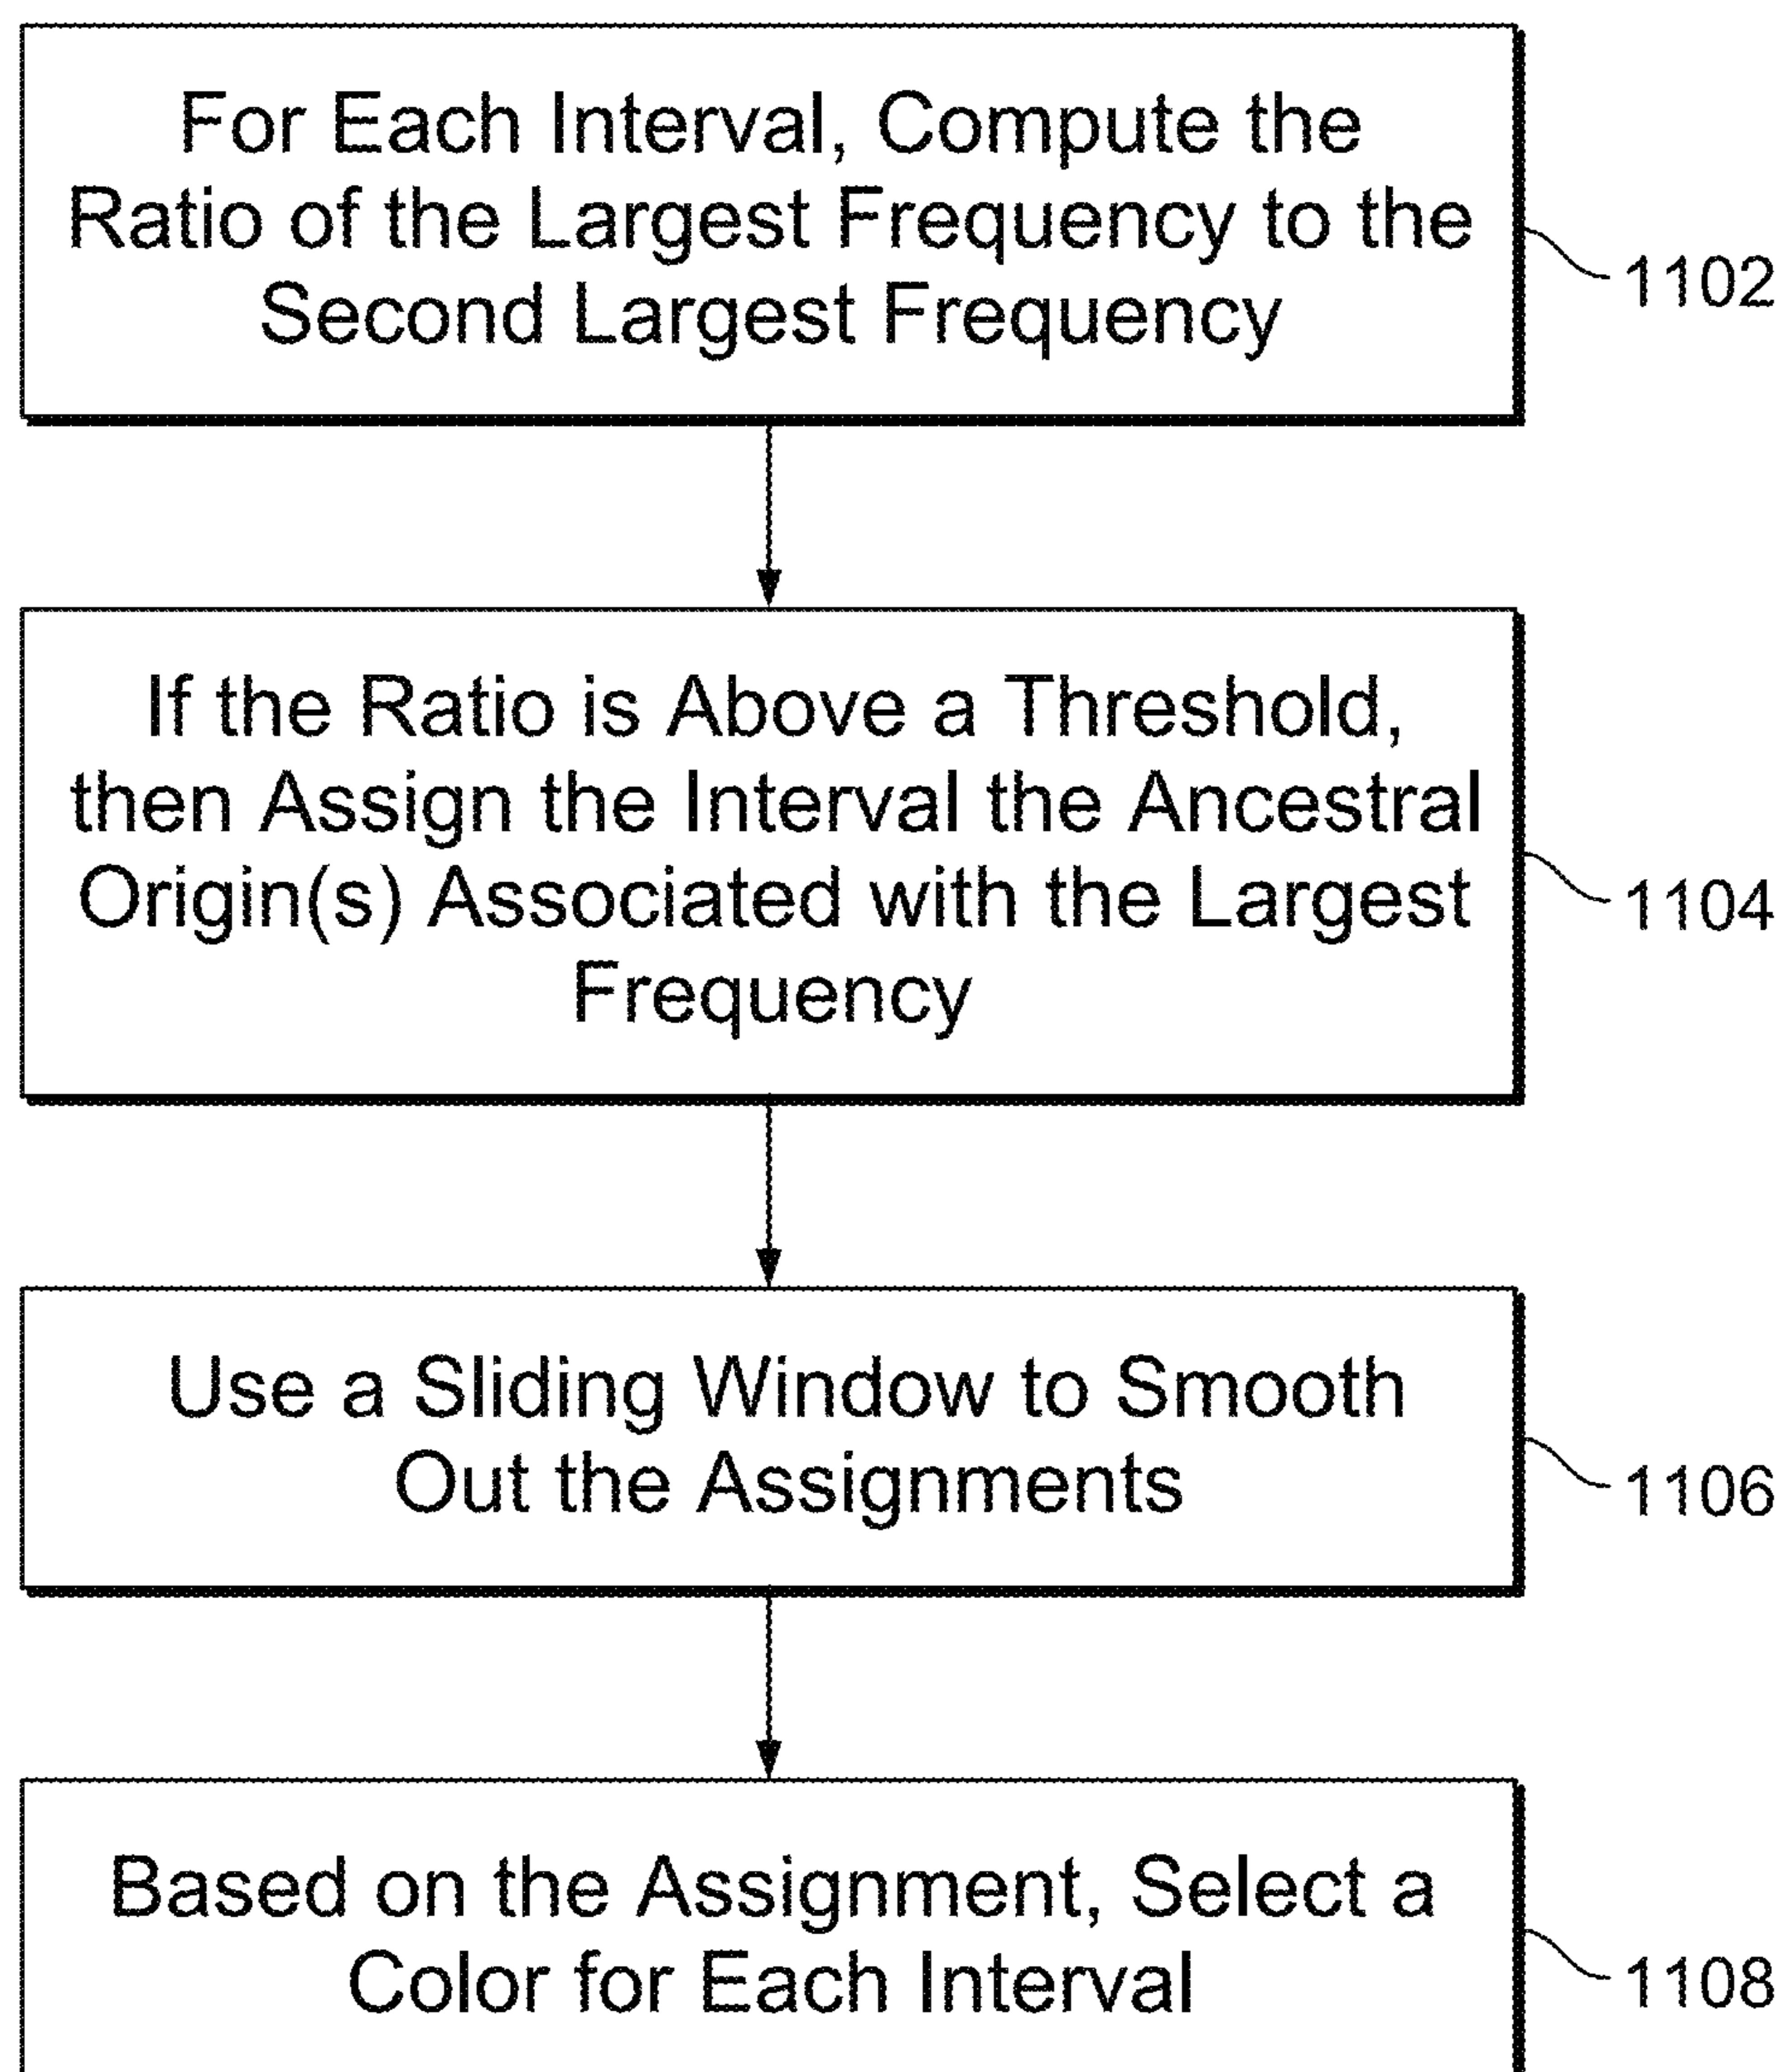 For Each Interval, Compute the
Ratio of the Largest Frequency to the
Second Largest Frequency
1102
If the Ratio is Above a Threshold,
then Assign the Interval the Ancestral
Origin(s) Associated with the Largest
Frequency
1104
Use a Sliding Window to Smooth
Out the Assignments
1106
Based on the Assignment, Select a
Color for Each Interval
1108